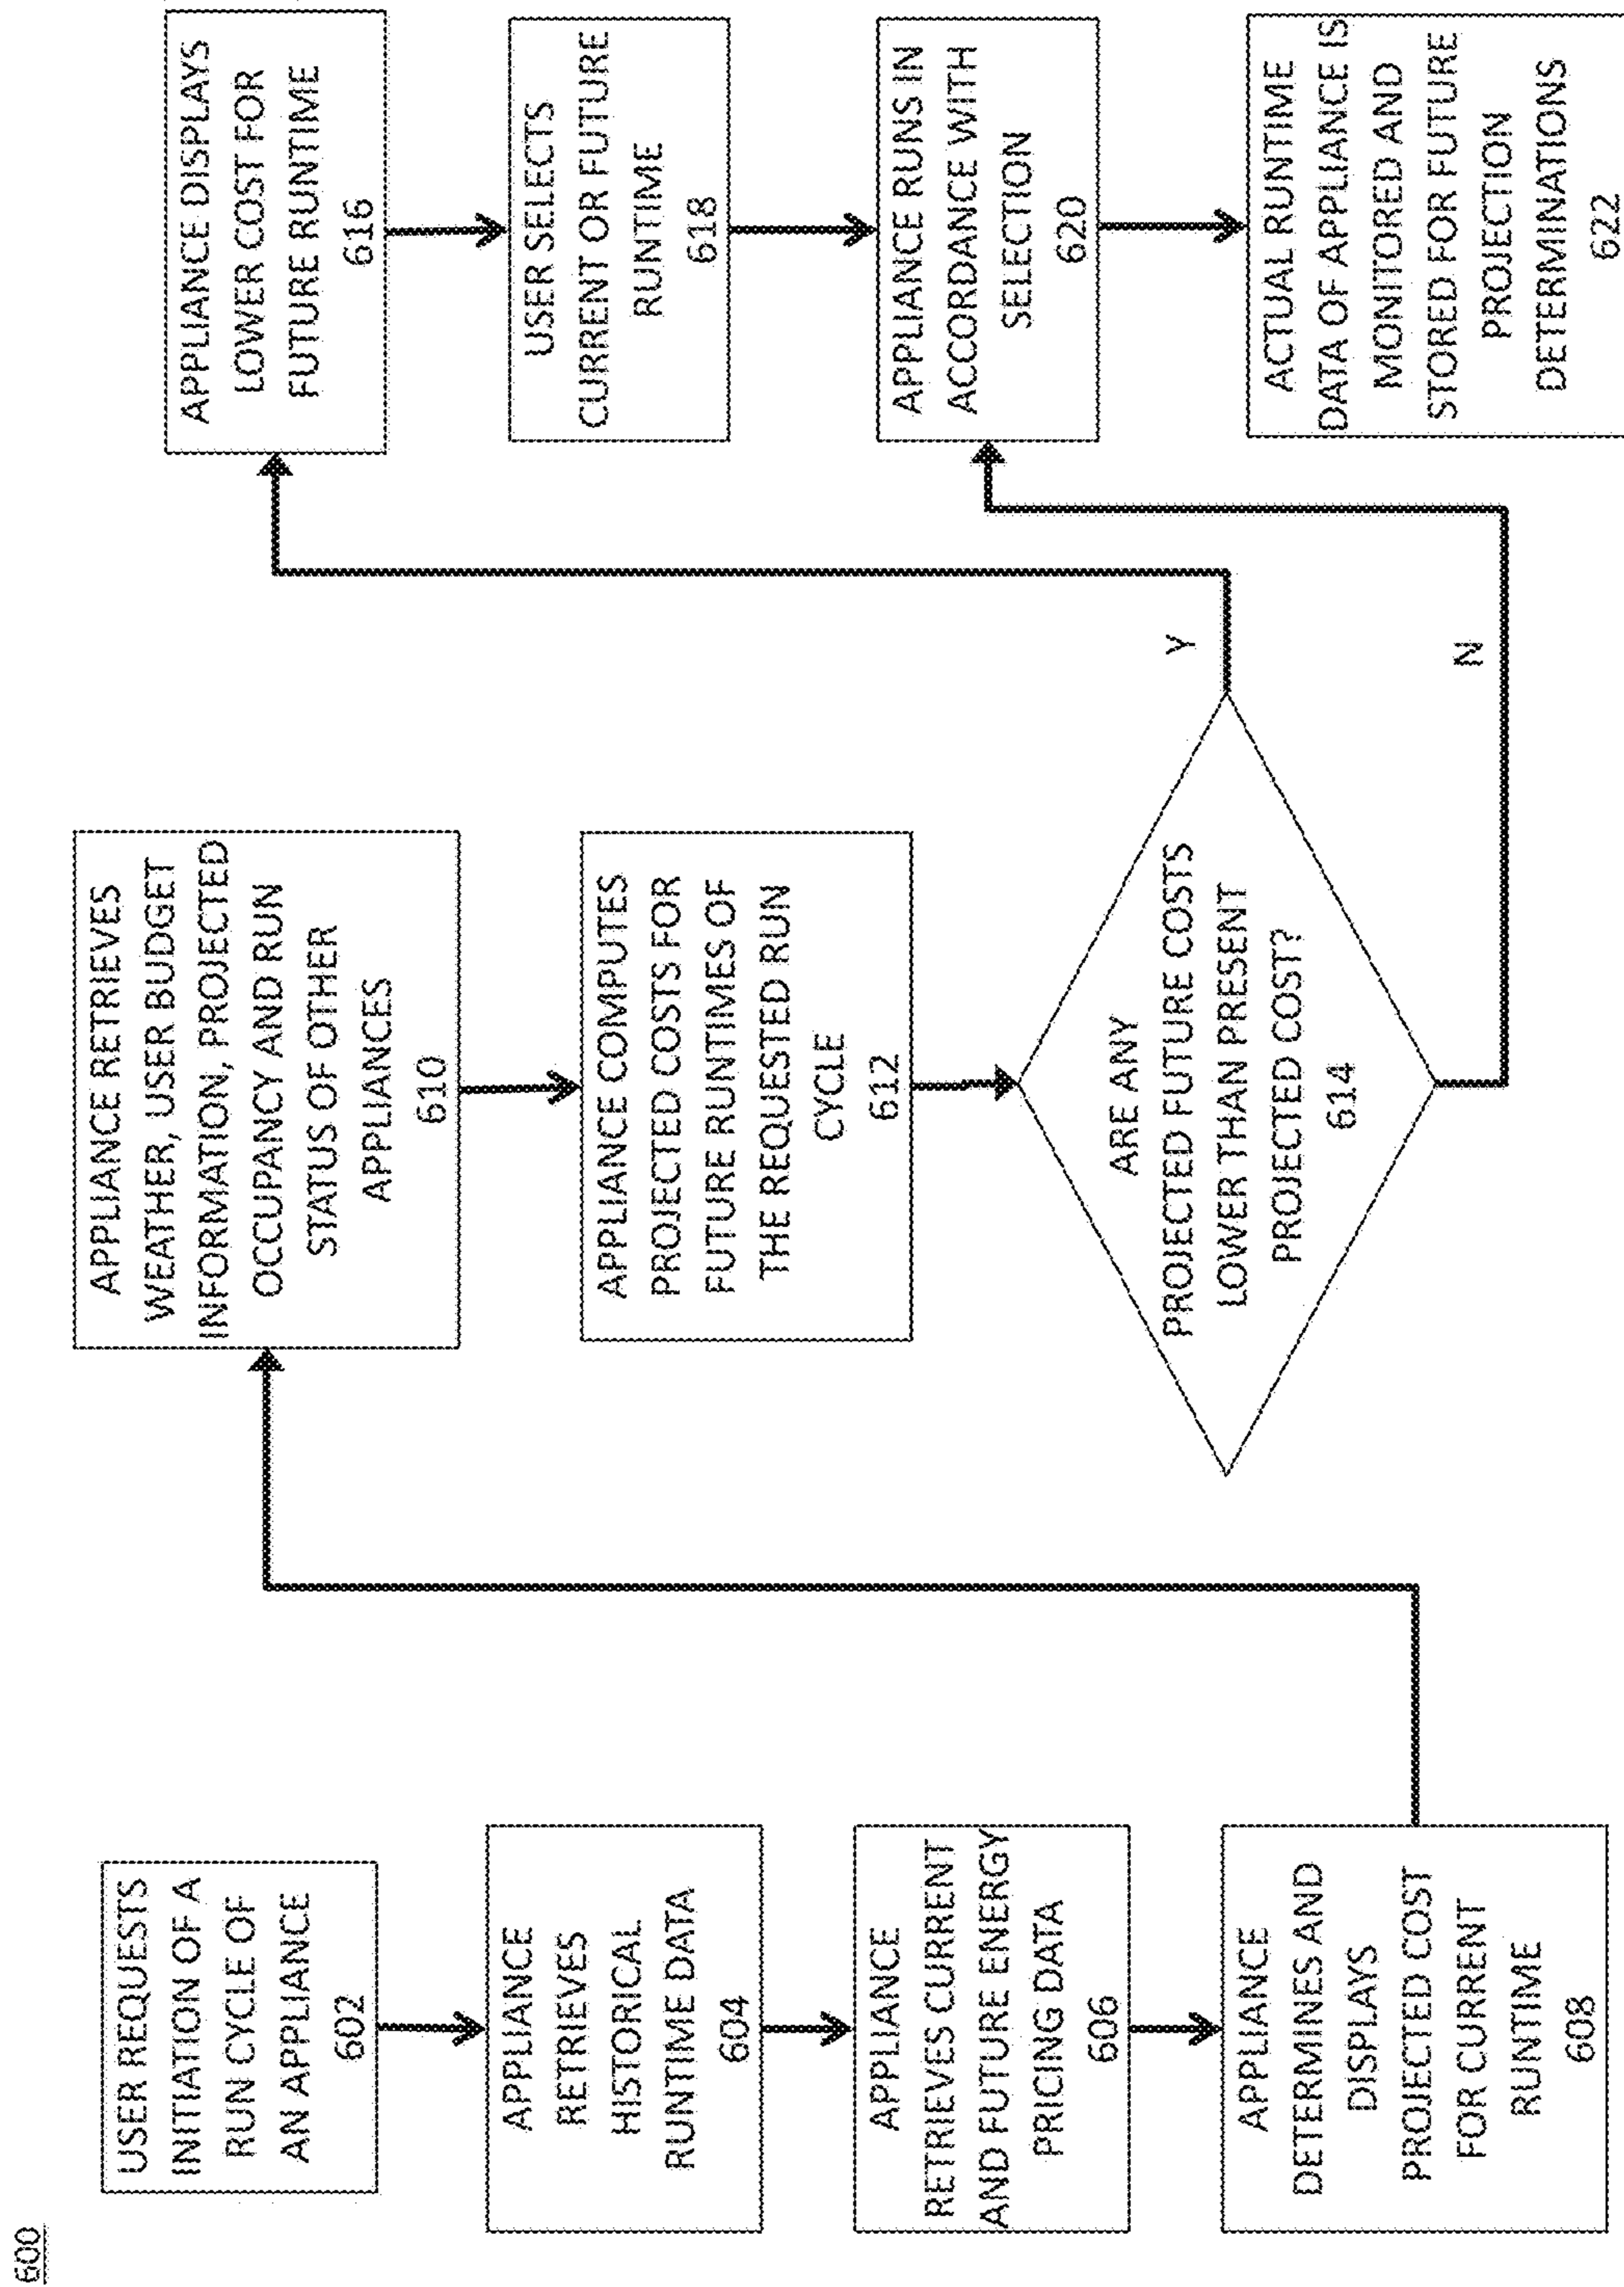 600
USER REQUESTS
INITIATION OF A
RUN CYCLE OF
AN APPLIANCE
602
APPLIANCE
RETRIEVES
HISTORICAL
RUNTIME DATA
604
APPLIANCE
RETRIEVES CURRENT
AND FUTURE ENERGY
PRICING DATA
606
APPLIANCE
DETERMINES AND
DISPLAYS
PROJECTED COST
FOR CURRENT
RUNTIME
608
APPLIANCE RETRIEVES
WEATHER, USER BUDGET
INFORMATION, PROJECTED
OCCUPANCY AND RUN
STATUS OF OTHER
APPLIANCES
610
APPLIANCE COMPUTES
PROJECTED COSTS FOR
FUTURE RUNTIMES OF
THE REQUESTED RUN
CYCLE
612
ARE ANY
PROJECTED FUTURE COSTS
LOWER THAN PRESENT
PROJECTED COST?
614
Y
N
APPLIANCE DISPLAYS
LOWER COST FOR
FUTURE RUNTIME
616
USER SELECTS
CURRENT OR FUTURE
RUNTIME
618
APPLIANCE RUNS IN
ACCORDANCE WITH
SELECTION
620
ACTUAL RUNTIME
DATA OF APPLIANCE IS
MONITORED AND
STORED FOR FUTURE
PROJECTION
DETERMINATIONS
622